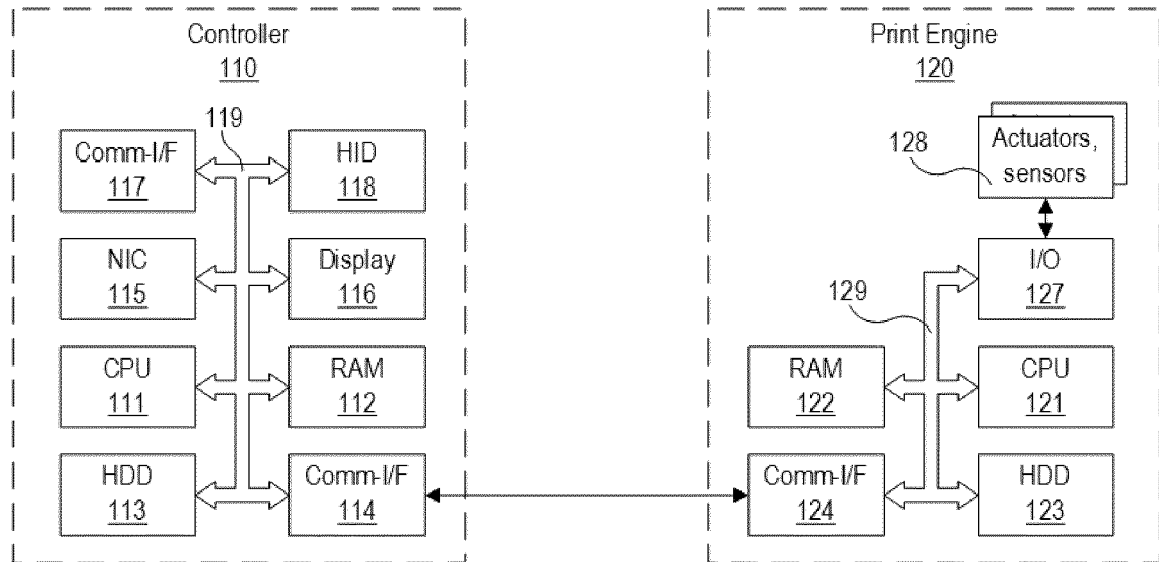 Controller
110
119
Comm-I/F
117
HID
118
NIC
115
Display
116
CPU
111
RAM
112
HDD
113
Comm-I/F
114
Print Engine
120
Actuators,
sensors
128
I/O
127
129
RAM
122
CPU
121
Comm-I/F
124
HDD
123